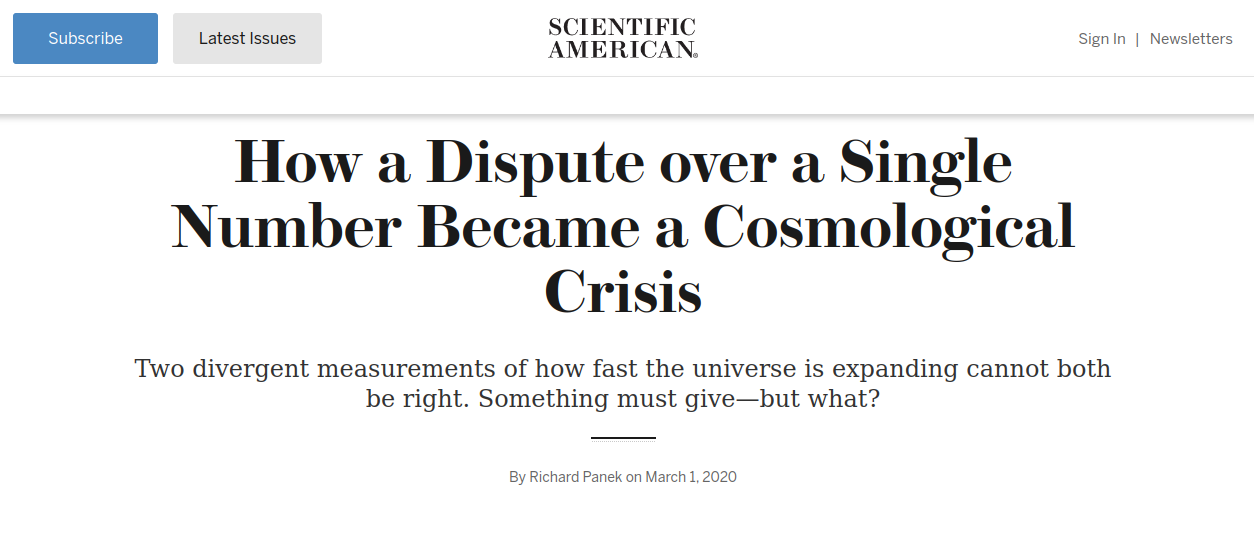 Subscribe
Latest Issues
SCIENTIFIC
AMERICAN®
Sign In | Newsletters
How a Dispute over a Single
Number Became a Cosmological
Crisis
Two divergent measurements of how fast the universe is expanding cannot both
be right. Something must give—but what?
By Richard Panek on March 1, 2020